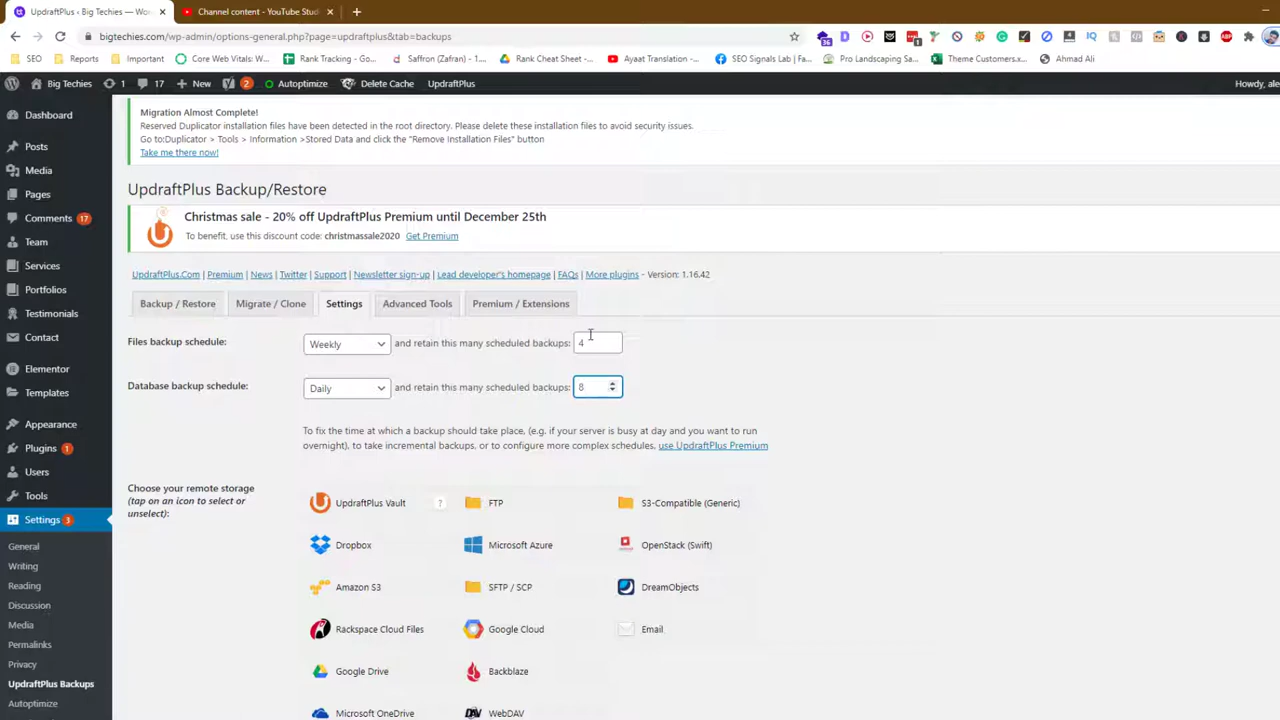 UpdraftPlus ‹ Big Techies — W
Channel content - YouTube Studi
bigtechies.com/wp-admin/options-general.php?page=updraftplus&tab=backups
SEO Reports Important Core Web Vitals: W... Rank Tracking - Go... Saffron (Zafran) - 1.... Rank Cheat Sheet -... Ayaat Translation -... SEO Signals Lab | Fa... Pro Landscaping Sa... Theme Customers.x... Ahmad Ali
Big Techies 1 17 New 2 Autoptimize Delete Cache UpdraftPlus Howdy, ale
Migration Almost Complete!
Reserved Duplicator installation files have been detected in the root directory. Please delete these installation files to avoid security issues.
Go to:Duplicator > Tools > Information >Stored Data and click the "Remove Installation Files" button
Take me there now!
UpdraftPlus Backup/Restore
Christmas sale - 20% off UpdraftPlus Premium until December 25th
To benefit, use this discount code: christmassale2020 Get Premium
UpdraftPlus.Com | Premium | News | Twitter | Support | Newsletter sign-up | Lead developer's homepage | FAQs | More plugins - Version: 1.16.42
Backup / Restore Migrate / Clone Settings Advanced Tools Premium / Extensions
Files backup schedule: Weekly and retain this many scheduled backups: 4
Database backup schedule: Daily and retain this many scheduled backups: 8
To fix the time at which a backup should take place, (e.g. if your server is busy at day and you want to run
overnight), to take incremental backups, or to configure more complex schedules, use UpdraftPlus Premium
Choose your remote storage
(tap on an icon to select or
unselect):
UpdraftPlus Vault ? FTP S3-Compatible (Generic)
Dropbox Microsoft Azure OpenStack (Swift)
Amazon S3 SFTP / SCP DreamObjects
Rackspace Cloud Files Google Cloud Email
Google Drive Backblaze
Microsoft OneDrive WebDAV
Dashboard
Posts
Media
Pages
Comments 17
Team
Services
Portfolios
Testimonials
Contact
Elementor
Templates
Appearance
Plugins 1
Users
Tools
Settings 3
General
Writing
Reading
Discussion
Media
Permalinks
Privacy
UpdraftPlus Backups
Autoptimize